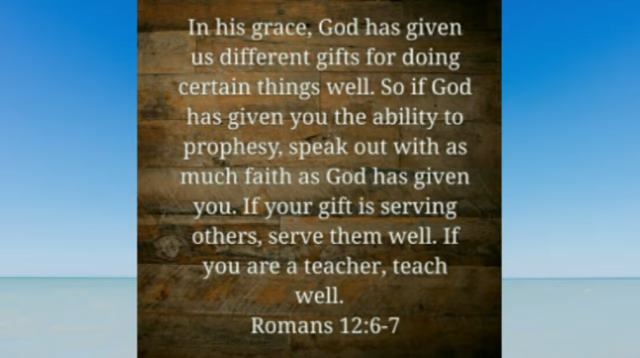 In his grace, God has given
us different gifts for doing
certain things well. So if God
has given you the ability to
prophesy, speak out with as
much faith as God has given
you. If your gift is serving
others, serve them well. If
you are a teacher, teach
well.
Romans 12:6-7